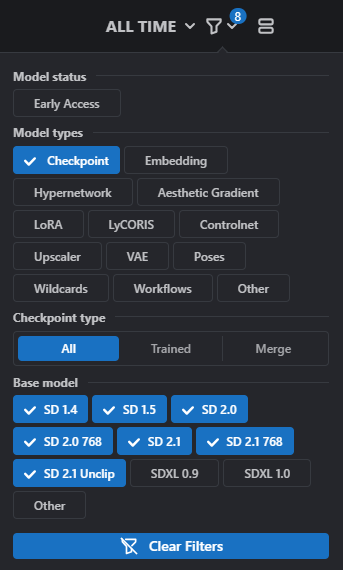 ALL TIME 8
Model status
Early Access
Model types
Checkpoint Embedding
Hypernetwork Aesthetic Gradient
LoRA LyCORIS Controlnet
Upscaler VAE Poses
Wildcards Workflows Other
Checkpoint type
All Trained Merge
Base model
SD 1.4 SD 1.5 SD 2.0
SD 2.0 768 SD 2.1 SD 2.1 768
SD 2.1 Unclip SDXL 0.9 SDXL 1.0
Other
Clear Filters